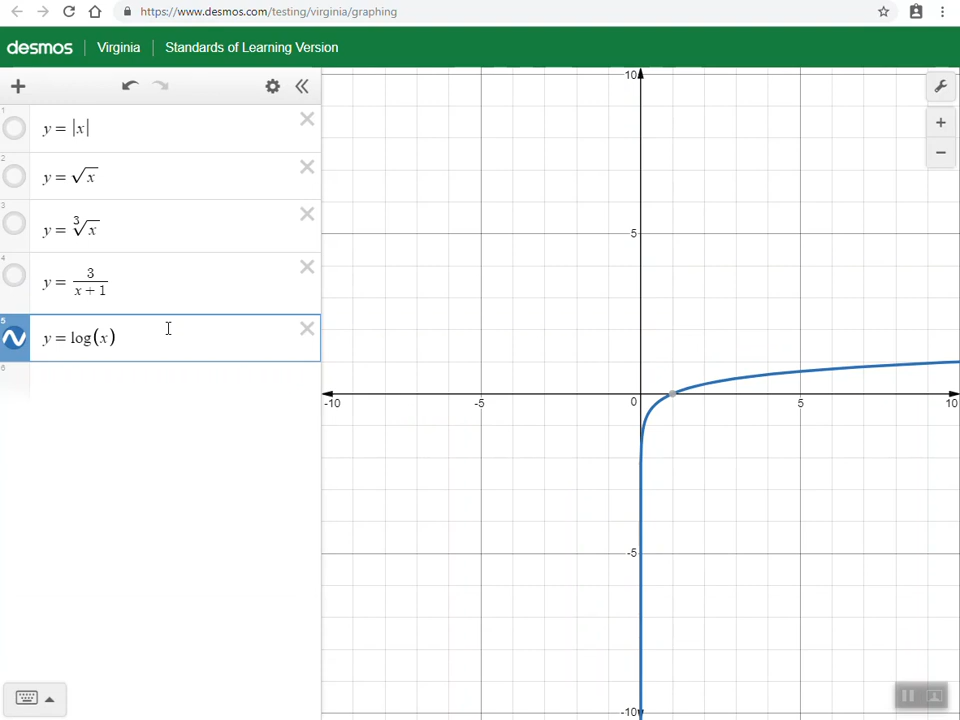 https://www.desmos.com/testing/virginia/graphing
desmos Virginia Standards of Learning Version
1
y = |x|
2
y = √x
3
y = ∛x
4
y = 3/(x + 1)
5
y = log(x)
6
10
5
-10 -5 0 5 10
-5
-10